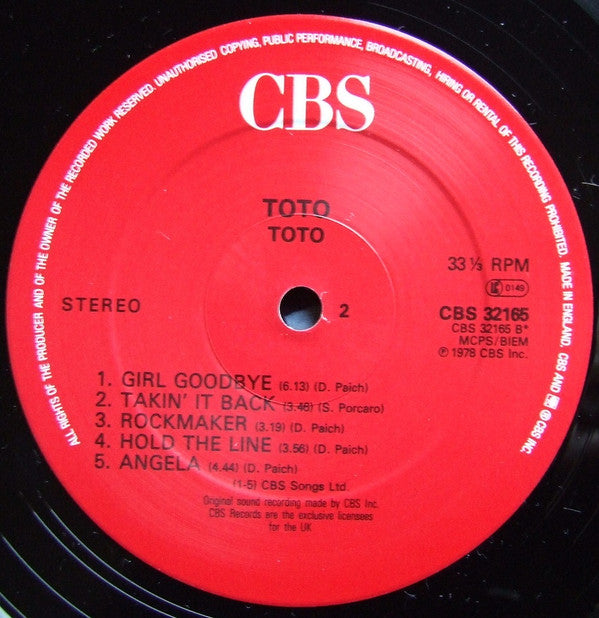 ALL RIGHTS OF THE PRODUCER AND OF THE OWNER OF THE RECORDED WORK RESERVED. UNAUTHORISED COPYING, PUBLIC PERFORMANCE, BROADCASTING, HIRING OR RENTAL OF THIS RECORDING PROHIBITED. MADE IN ENGLAND. CBS AND ® CBS INC.
CBS
TOTO
TOTO
33⅓ RPM
LC 0149
STEREO
2
CBS 32165
CBS 32165 B*
MCPS/BIEM
℗ 1978 CBS Inc.
1. GIRL GOODBYE (6.13) (D. Paich)
2. TAKIN' IT BACK (3.46) (S. Porcaro)
3. ROCKMAKER (3.19) (D. Paich)
4. HOLD THE LINE (3.56) (D. Paich)
5. ANGELA (4.44) (D. Paich)
(1-5) CBS Songs Ltd.
Original sound recording made by CBS Inc.
CBS Records are the exclusive licensees
for the UK